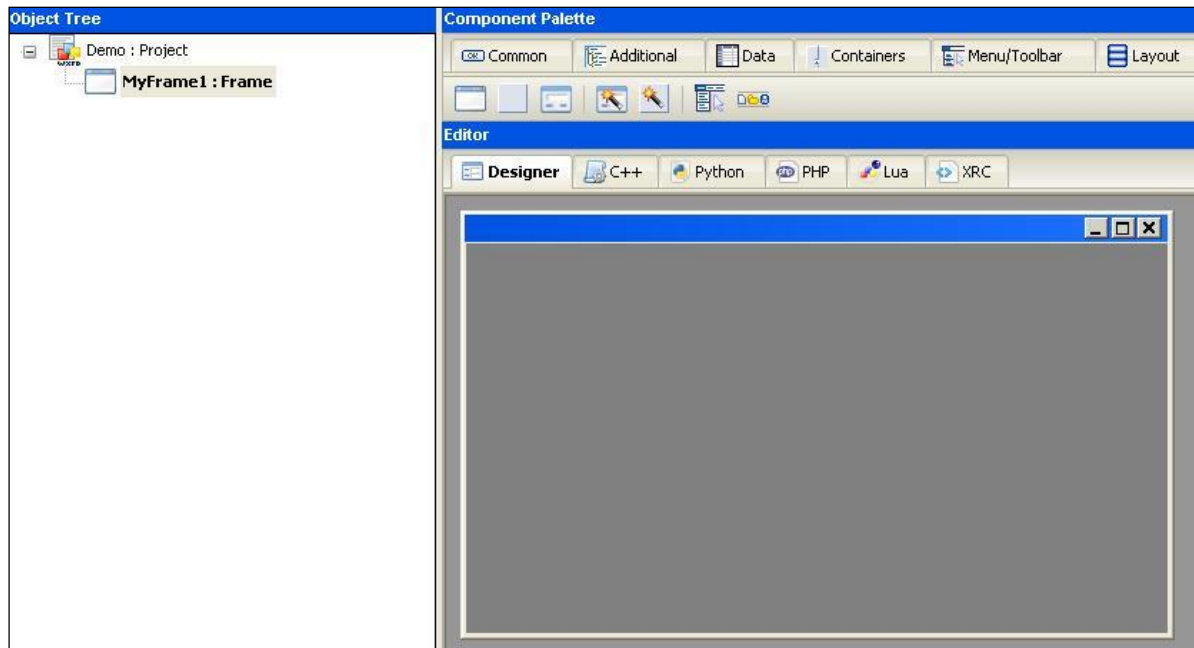 Object Tree
Demo : Project
MyFrame1 : Frame
Component Palette
Common Additional Data Containers Menu/Toolbar Layout
Editor
Designer C++ Python PHP Lua XRC